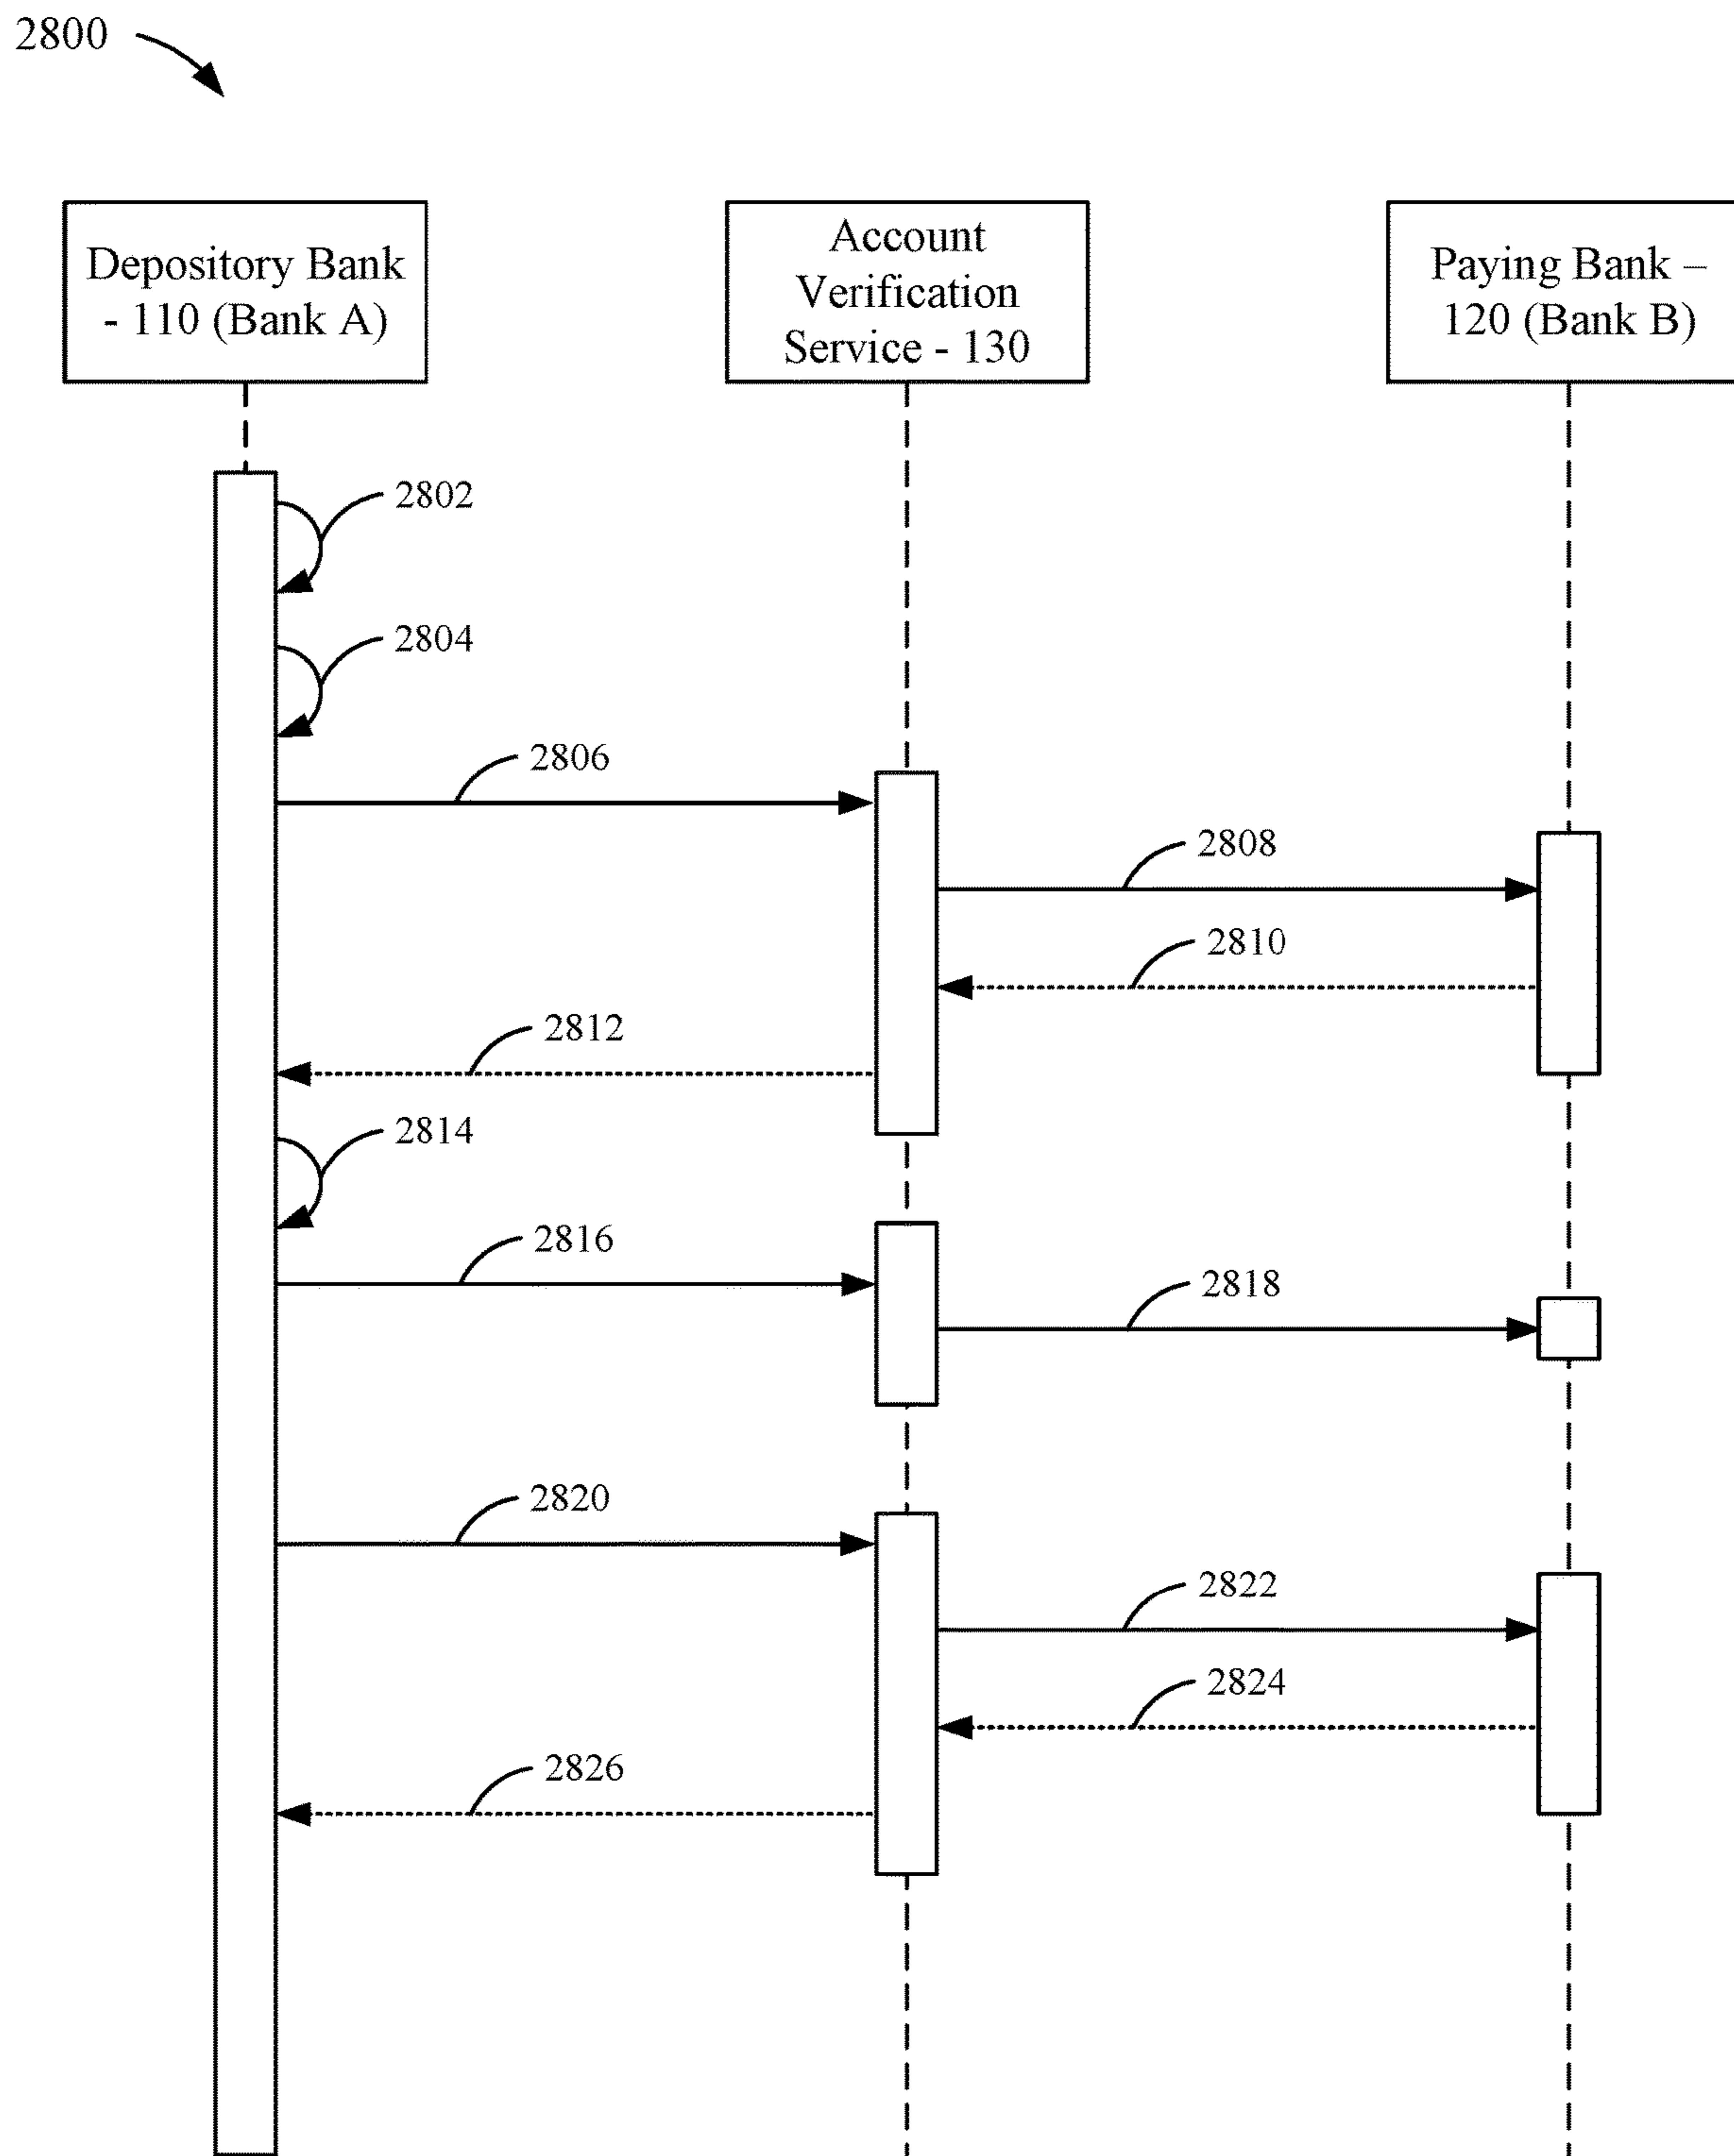 2800
Depository Bank
- 110 (Bank A)
Account
Verification
Service - 130
Paying Bank –
120 (Bank B)
2802
2804
2806
2808
2810
2812
2814
2816
2818
2820
2822
2824
2826